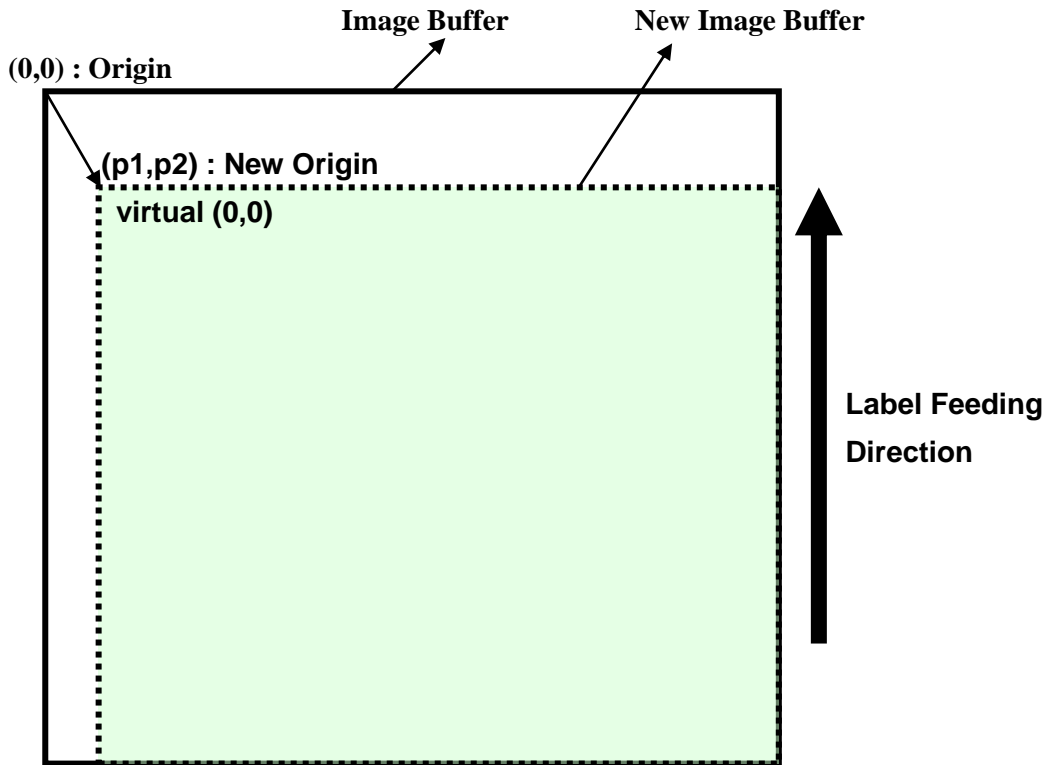 Image Buffer
New Image Buffer
(0,0) : Origin
(p1,p2) : New Origin
virtual (0,0)
Label Feeding
Direction